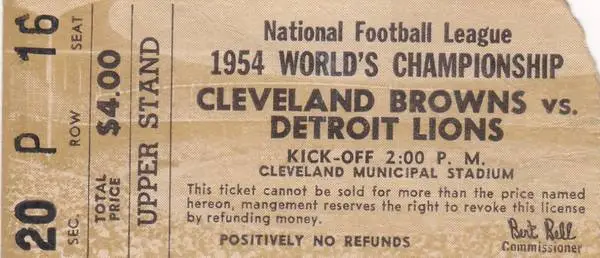 16 SEAT
P ROW
20 SEC.
TOTAL PRICE $4.00
UPPER STAND
National Football League
1954 WORLD'S CHAMPIONSHIP
CLEVELAND BROWNS vs.
DETROIT LIONS
KICK-OFF 2:00 P. M.
CLEVELAND MUNICIPAL STADIUM
This ticket cannot be sold for more than the price named
hereon, mangement reserves the right to revoke this license
by refunding money.
POSITIVELY NO REFUNDS
Bert Bell
Commissioner